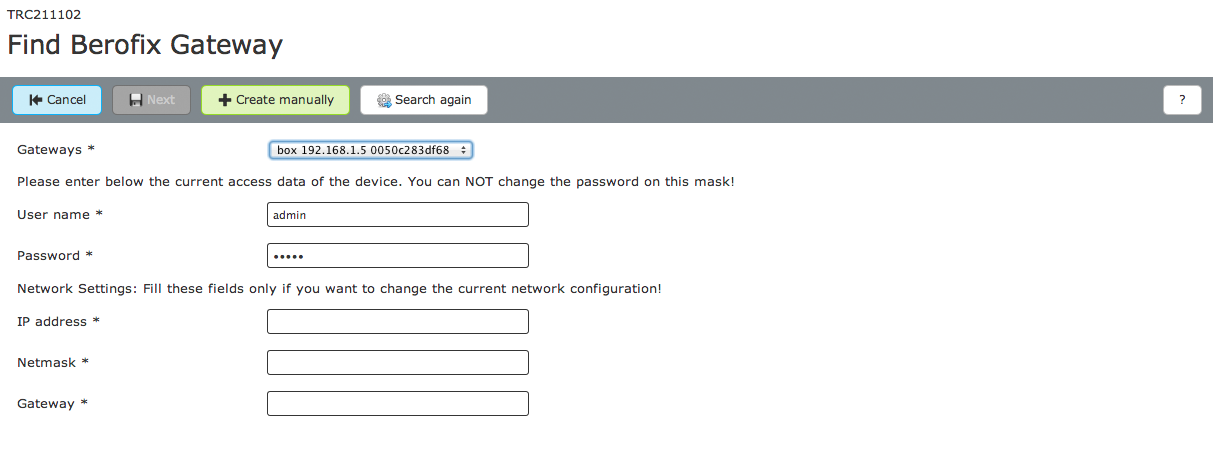 TRC211102
Find Berofix Gateway
Cancel Next Create manually Search again ?
Gateways * box 192.168.1.5 0050c283df68
Please enter below the current access data of the device. You can NOT change the password on this mask!
User name * admin
Password * •••••
Network Settings: Fill these fields only if you want to change the current network configuration!
IP address *
Netmask *
Gateway *